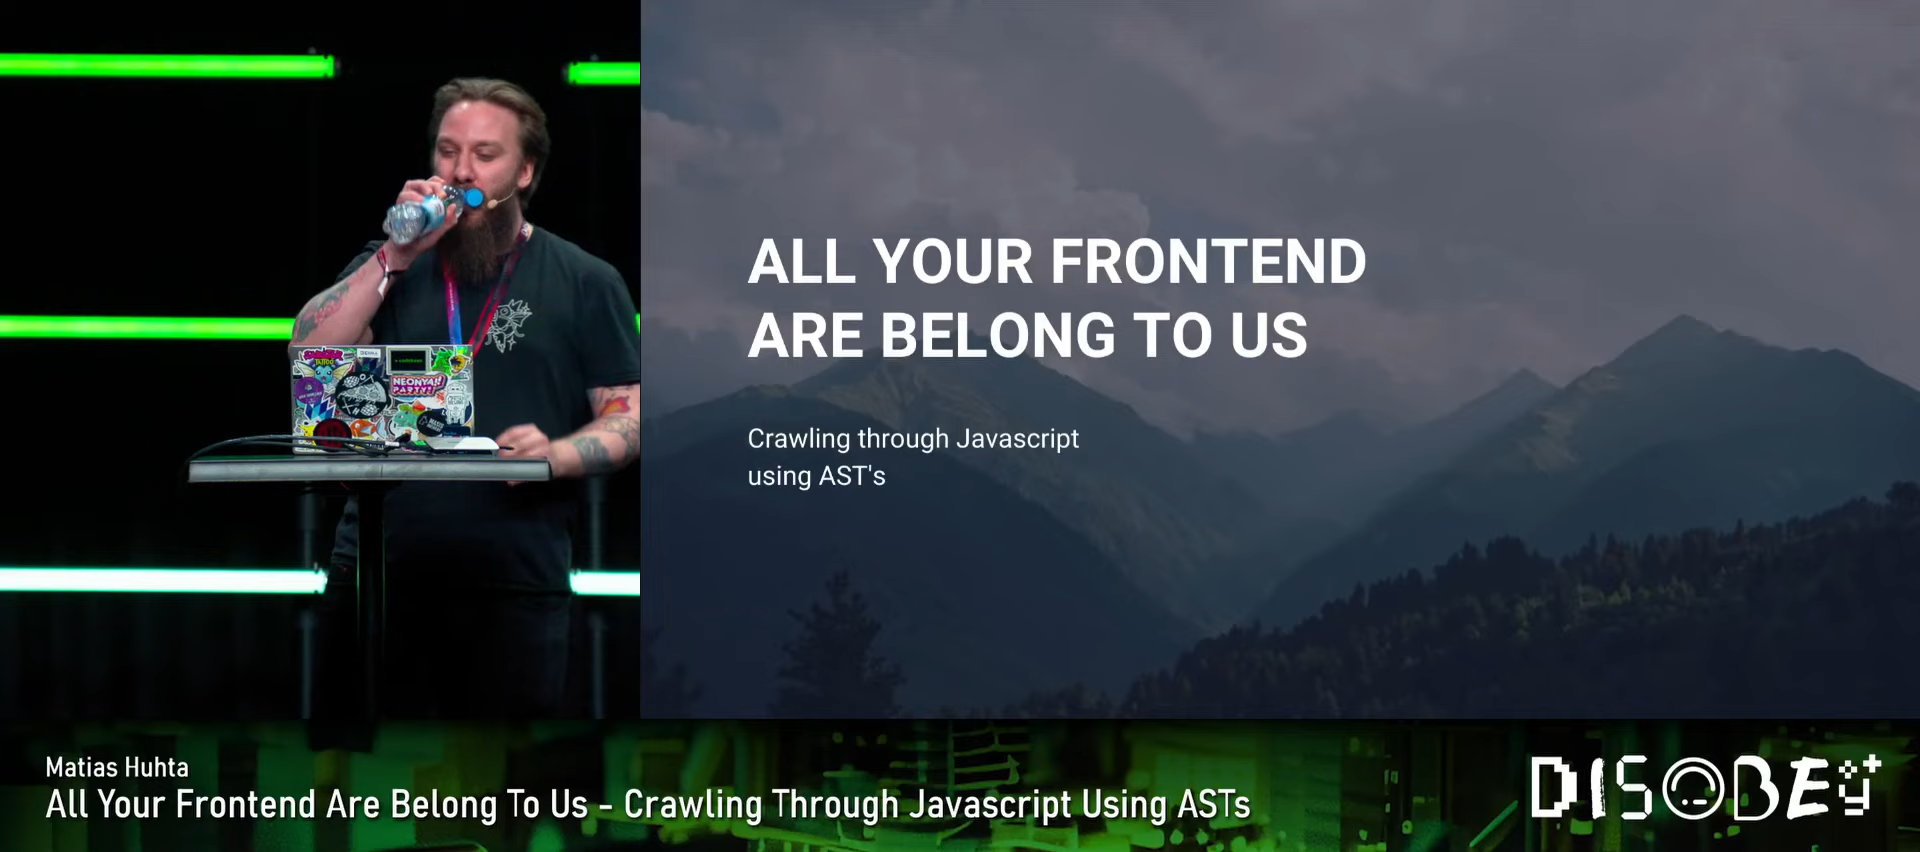 ALL YOUR FRONTEND
ARE BELONG TO US
Crawling through Javascript
using AST's
NEONYA!!
PARTY!
Matias Huhta
All Your Frontend Are Belong To Us - Crawling Through Javascript Using ASTs
DISOBEY